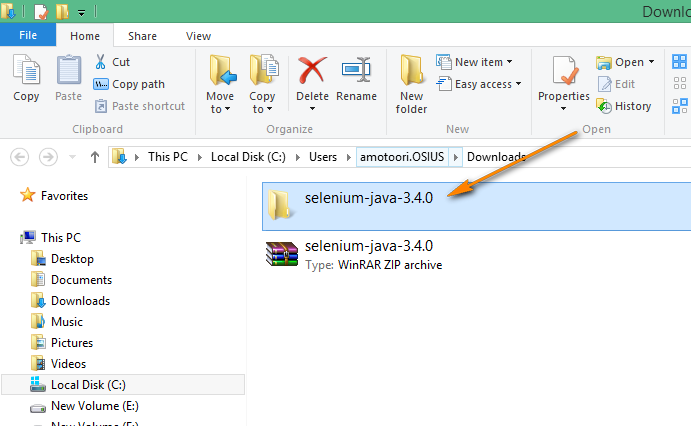 Downlo
File Home Share View
Copy
Paste
Cut
Copy path
Paste shortcut
Clipboard
Move to
Copy to
Delete
Rename
Organize
New folder
New item
Easy access
New
Properties
Open
Edit
History
Open
This PC Local Disk (C:) Users amotoori.OSIUS Downloads
Favorites
This PC
Desktop
Documents
Downloads
Music
Pictures
Videos
Local Disk (C:)
New Volume (E:)
selenium-java-3.4.0
selenium-java-3.4.0
Type: WinRAR ZIP archive